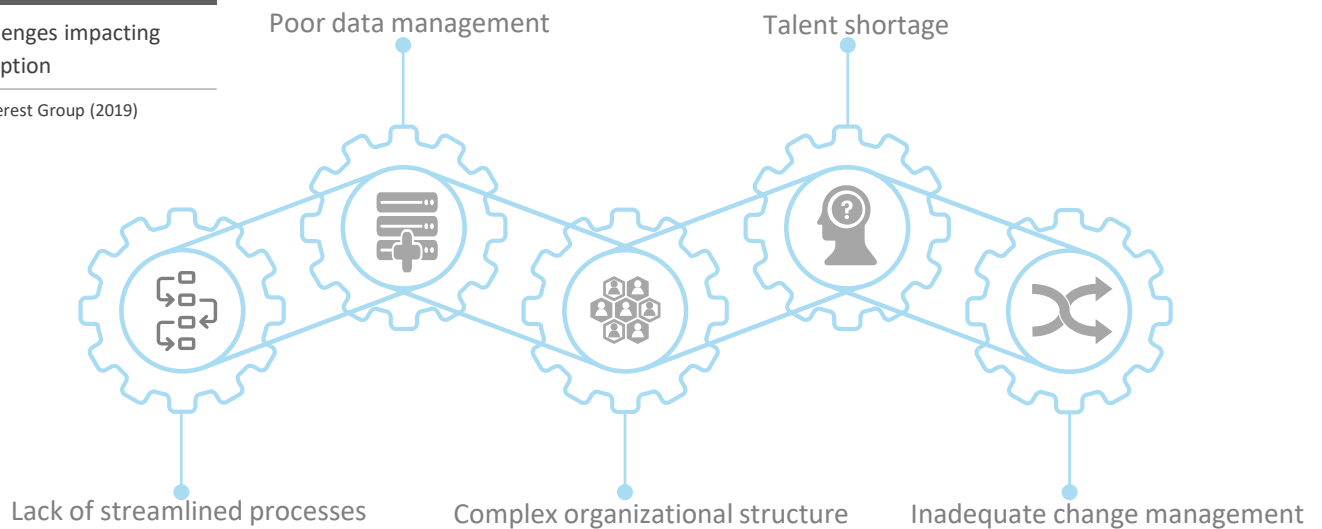 enges impacting
ption
erest Group (2019)
Poor data management
Talent shortage
?
Lack of streamlined processes
Complex organizational structure
Inadequate change management